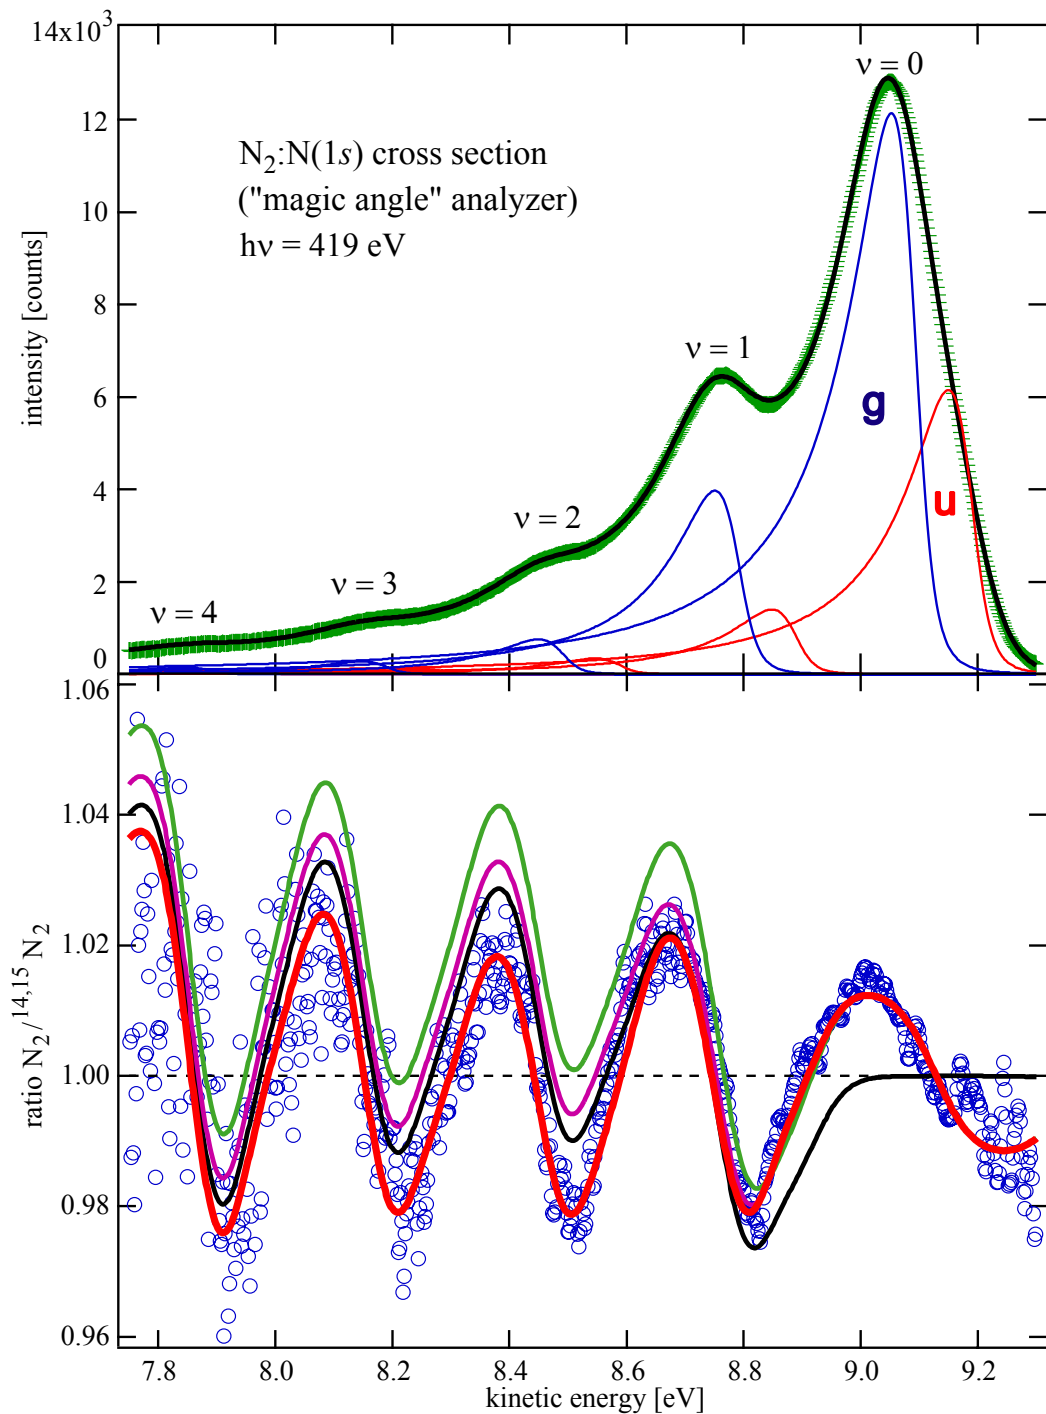 14x10³
ν = 0
12
N₂:N(1s) cross section
("magic angle" analyzer)
hν = 419 eV
10
intensity [counts]
8
ν = 1
6
g
u
4
ν = 2
ν = 3
2
ν = 4
0
1.06
1.04
1.02
ratio N₂/¹⁴,¹⁵N₂
1.00
0.98
0.96
7.8 8.0 8.2 8.4 8.6 8.8 9.0 9.2
kinetic energy [eV]